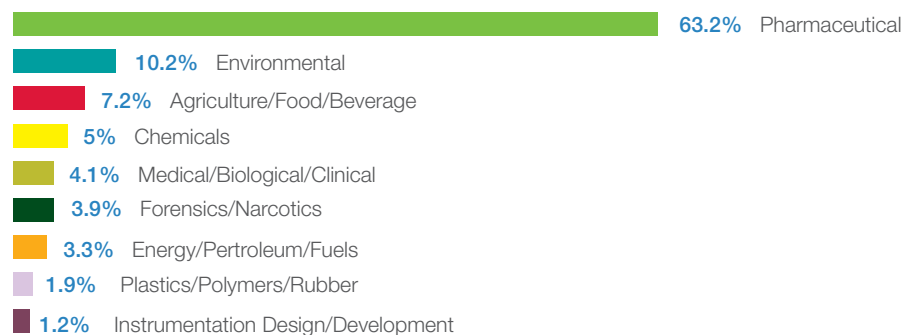 63.2% Pharmaceutical
10.2% Environmental
7.2% Agriculture/Food/Beverage
5% Chemicals
4.1% Medical/Biological/Clinical
3.9% Forensics/Narcotics
3.3% Energy/Pertroleum/Fuels
1.9% Plastics/Polymers/Rubber
1.2% Instrumentation Design/Development